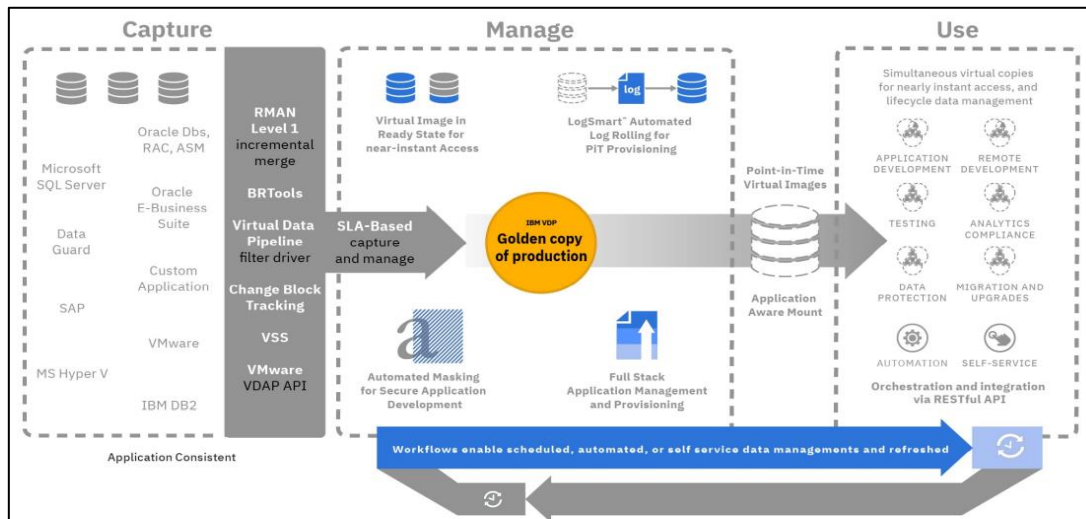 Capture
Manage
Use
Oracle Dbs,
RAC, ASM
Microsoft
SQL Server
Oracle
E-Business
Suite
Data
Guard
Custom
Application
SAP
VMware
MS Hyper V
IBM DB2
Application Consistent
RMAN
Level 1
incremental
merge
BRTools
Virtual Data
Pipeline
filter driver
Change Block
Tracking
VSS
VMware
VDAP API
SLA-Based
capture
and manage
Virtual Image in
Ready State for
near-instant Access
log
LogSmart™ Automated
Log Rolling for
PiT Provisioning
IBM VDP
Golden copy
of production
a
Automated Masking
for Secure Application
Development
Full Stack
Application Management
and Provisioning
Point-in-Time
Virtual Images
Application
Aware Mount
Simultaneous virtual copies
for nearly instant access, and
lifecycle data management
APPLICATION
DEVELOPMENT
REMOTE
DEVELOPMENT
TESTING
ANALYTICS
COMPLIANCE
DATA
PROTECTION
MIGRATION AND
UPGRADES
AUTOMATION
SELF-SERVICE
Orchestration and integration
via RESTful API
Workflows enable scheduled, automated, or self service data managements and refreshed